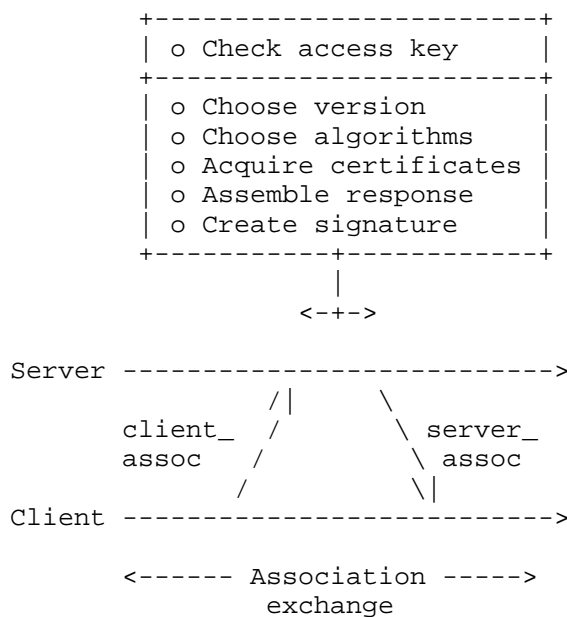 o Check access key
o Choose version
o Choose algorithms
o Acquire certificates
o Assemble response
o Create signature
Server
client_ server_
assoc assoc
Client
Association
exchange